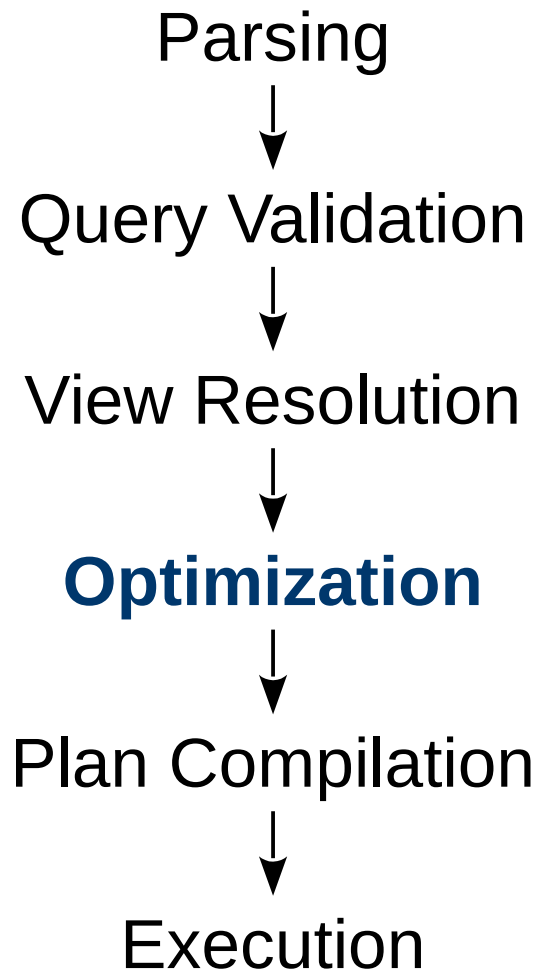 Parsing
Query Validation
View Resolution
Optimization
Plan Compilation
Execution